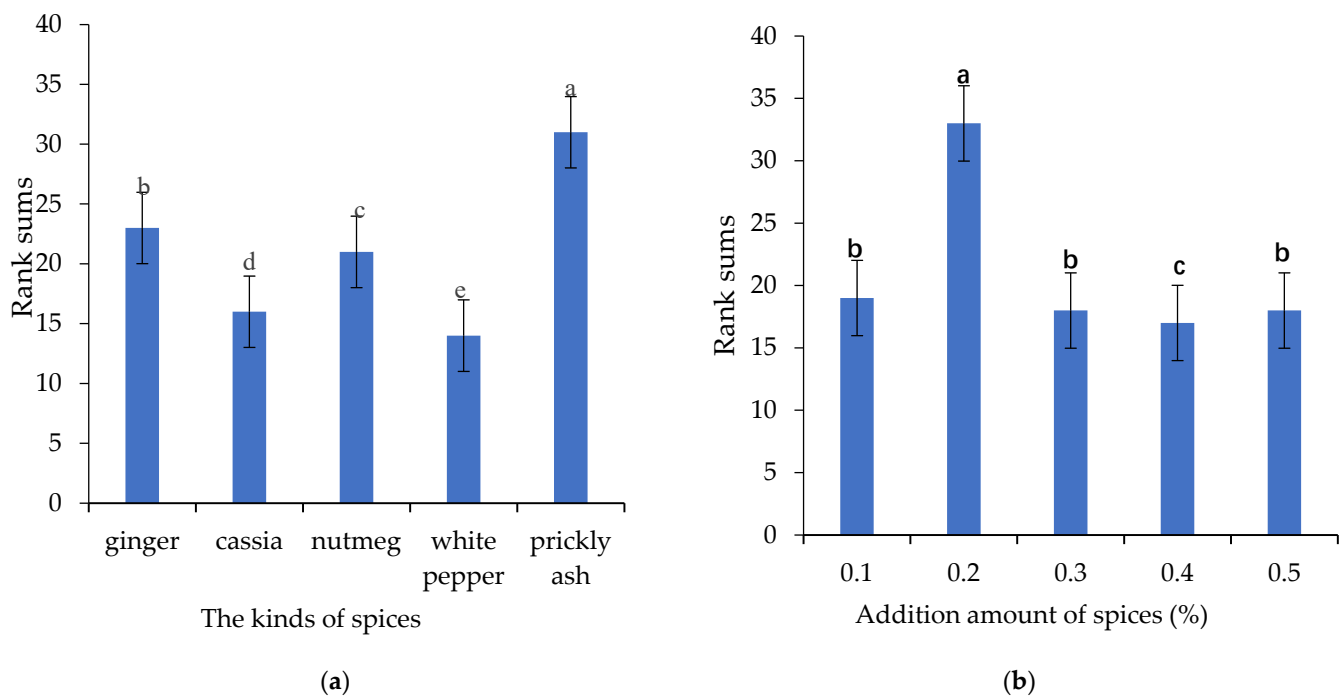 Rank sums
40
35
30
25
20
15
10
5
0
b
d
c
e
a
ginger
cassia
nutmeg
white
pepper
prickly
ash
The kinds of spices
(a)
Rank sums
40
35
30
25
20
15
10
5
0
b
a
b
c
b
0.1
0.2
0.3
0.4
0.5
Addition amount of spices (%)
(b)